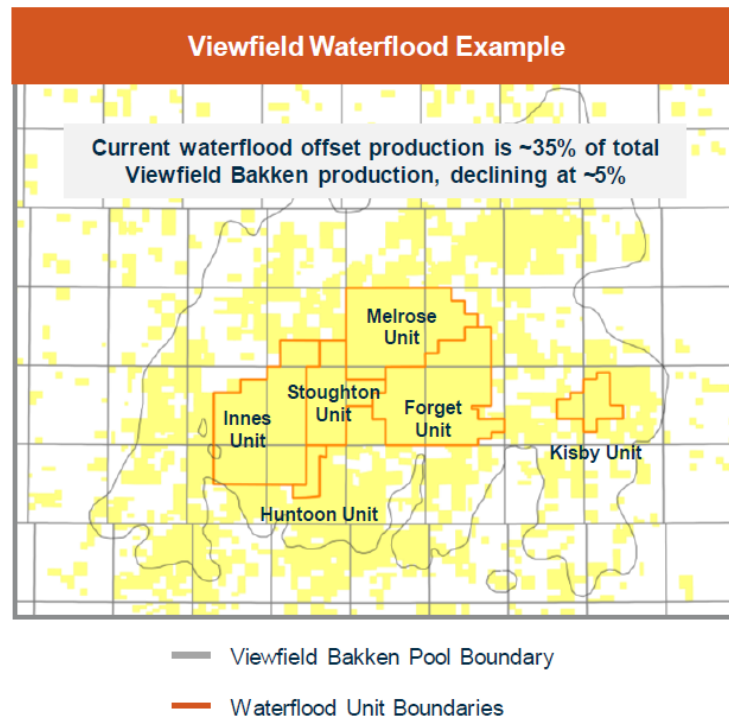 Viewfield Waterflood Example
Current waterflood offset production is ~35% of total
Viewfield Bakken production, declining at ~5%
Melrose
Unit
Stoughton
Unit
Innes
Unit
Forget
Unit
Kisby Unit
Huntoon Unit
Viewfield Bakken Pool Boundary
Waterflood Unit Boundaries